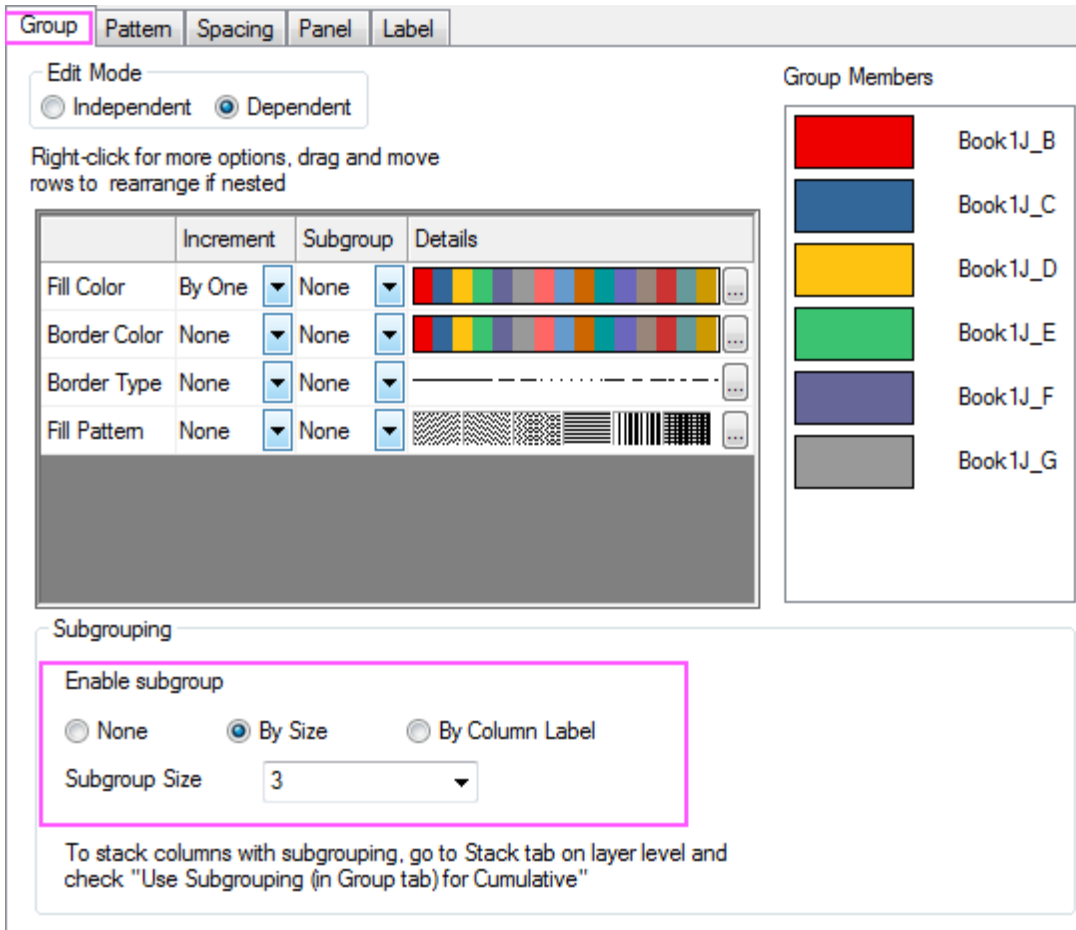 Group Pattern Spacing Panel Label
Edit Mode
Independent Dependent
Right-click for more options, drag and move
rows to rearrange if nested
Increment Subgroup Details
Fill Color By One None ...
Border Color None None ...
Border Type None None ...
Fill Pattern None None ...
Group Members
Book1J_B
Book1J_C
Book1J_D
Book1J_E
Book1J_F
Book1J_G
Subgrouping
Enable subgroup
None By Size By Column Label
Subgroup Size 3
To stack columns with subgrouping, go to Stack tab on layer level and
check "Use Subgrouping (in Group tab) for Cumulative"